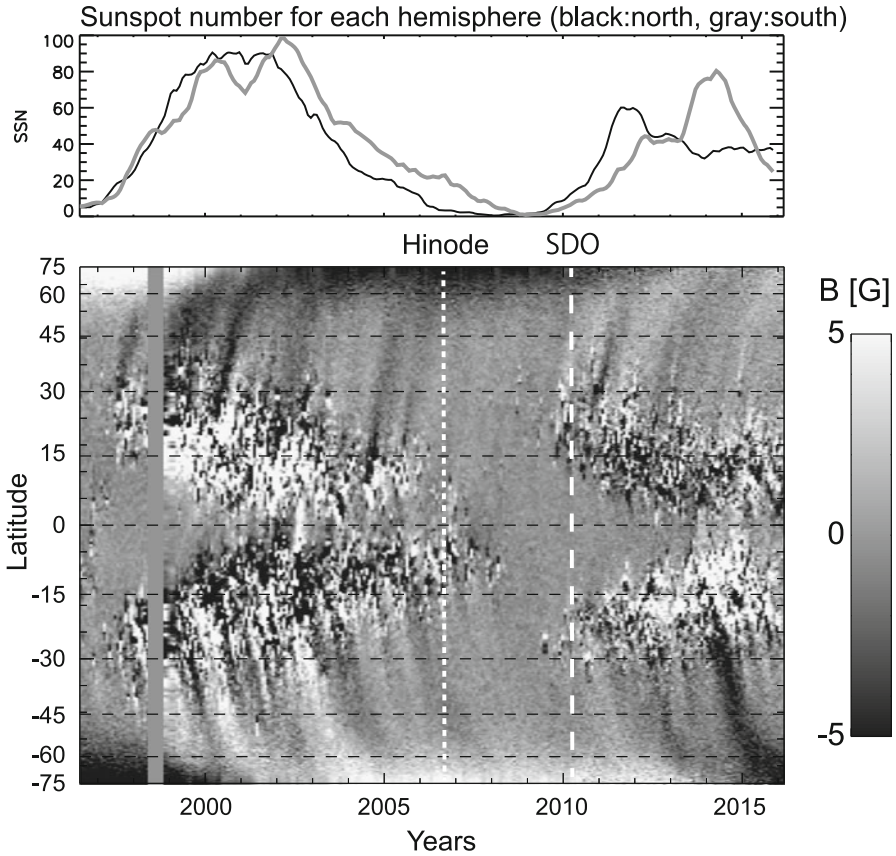 Sunspot number for each hemisphere (black:north, gray:south)
100
80
60
40
20
0
SSN
Hinode SDO
75
60
45
30
15
0
-15
-30
-45
-60
-75
Latitude
2000 2005 2010 2015
Years
B [G]
5
0
-5